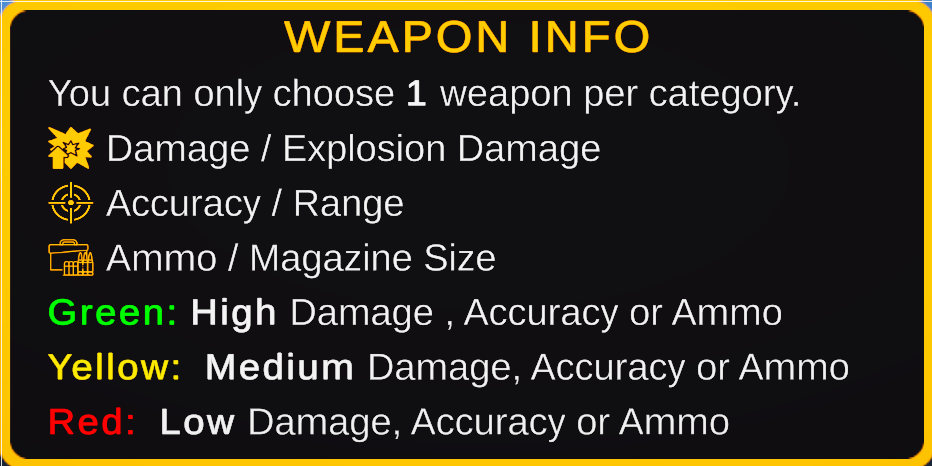 WEAPON INFO
You can only choose 1 weapon per category.
Damage / Explosion Damage
Accuracy / Range
Ammo / Magazine Size
Green: High Damage , Accuracy or Ammo
Yellow: Medium Damage, Accuracy or Ammo
Red: Low Damage, Accuracy or Ammo